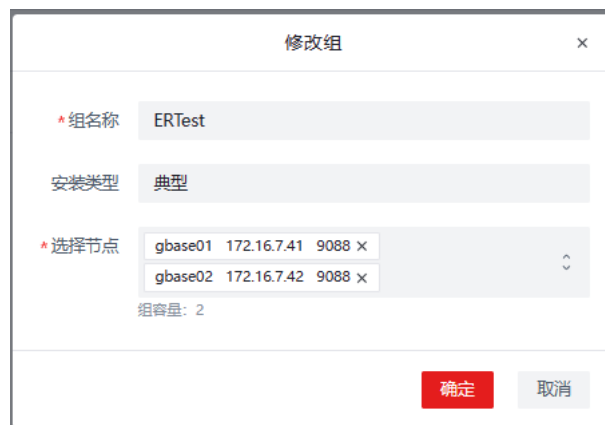 修改组 ×
*组名称 ERTest
安装类型 典型
*选择节点 gbase01 172.16.7.41 9088 ×
gbase02 172.16.7.42 9088 ×
组容量：2
确定 取消